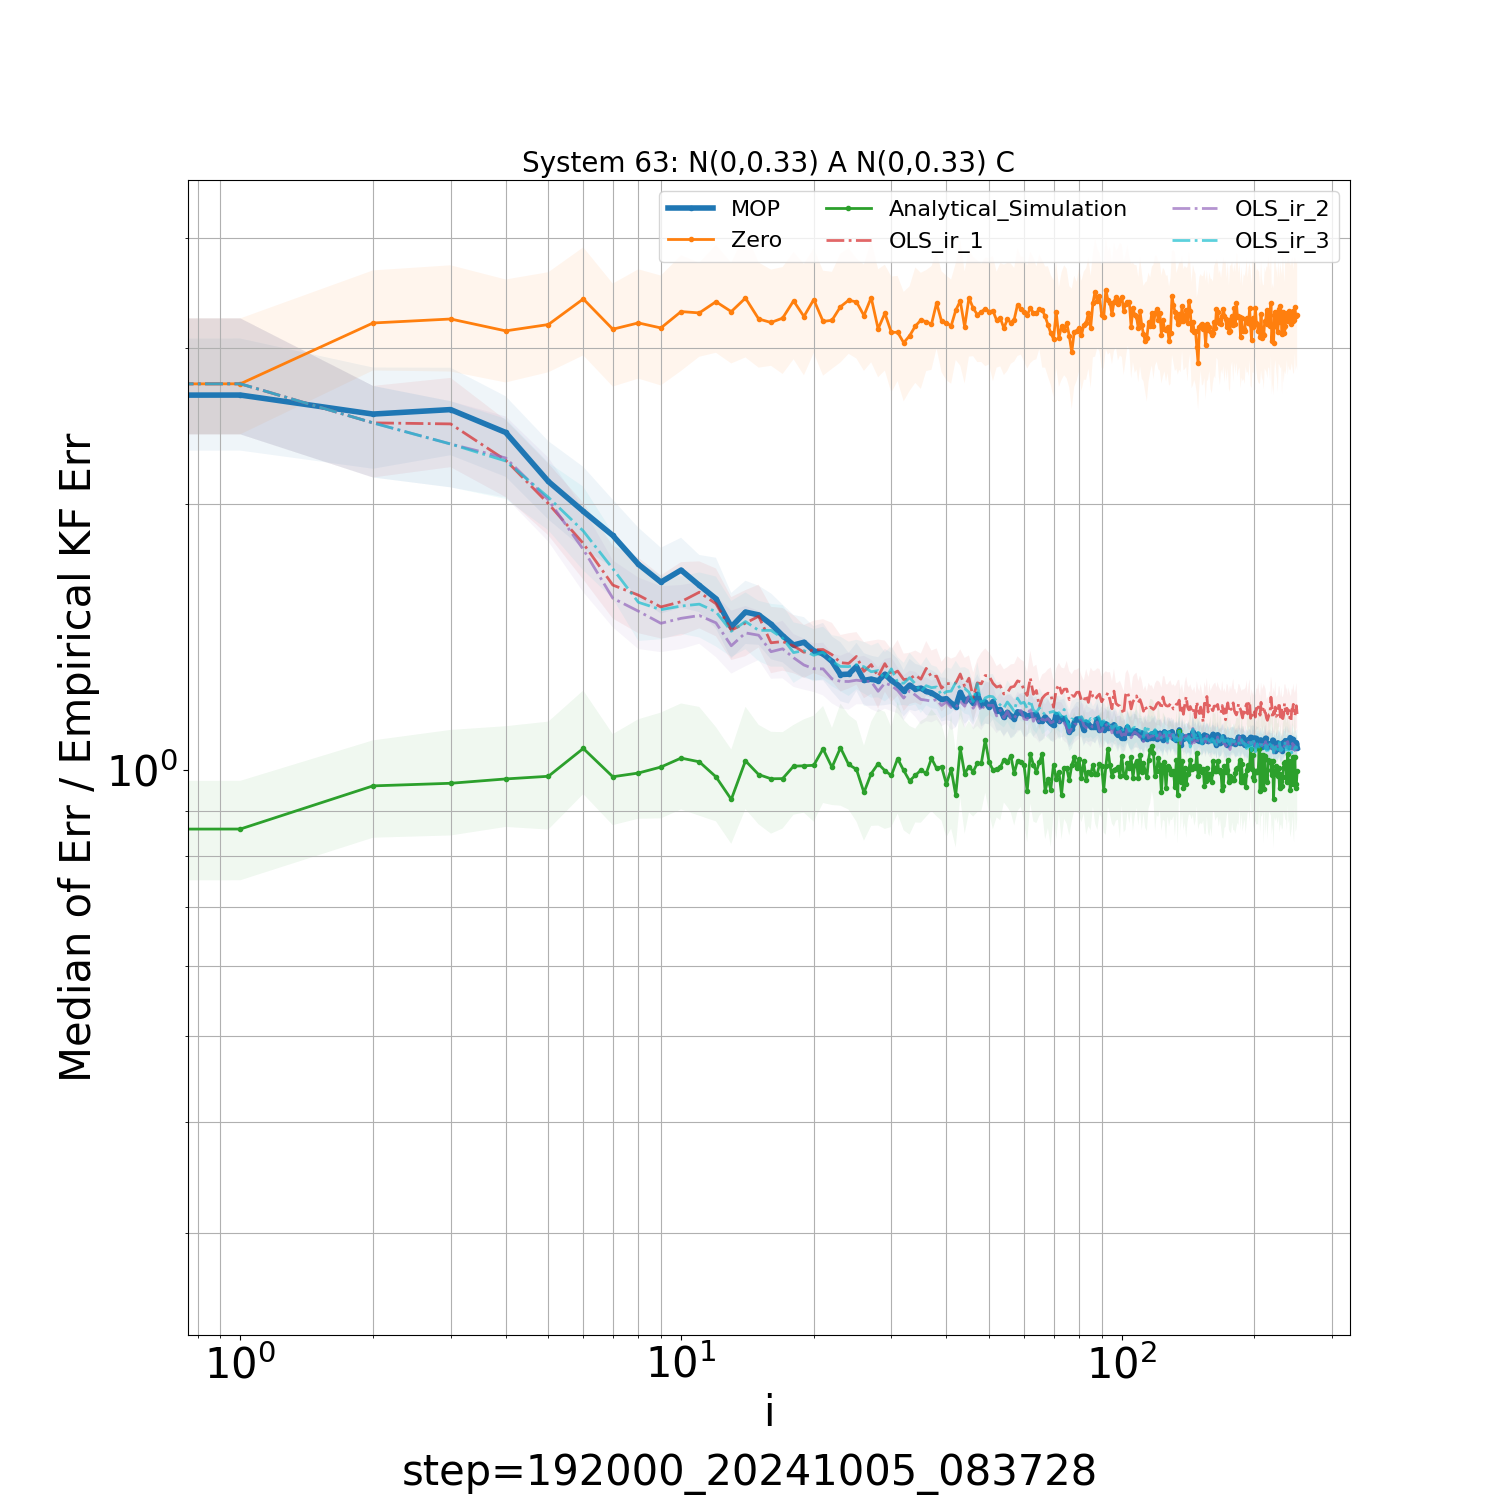 System 63: N(0,0.33) A N(0,0.33) C
MOP
Zero
Analytical_Simulation
OLS_ir_1
OLS_ir_2
OLS_ir_3
Median of Err / Empirical KF Err
10⁰
10⁰ 10¹ 10²
i
step=192000_20241005_083728